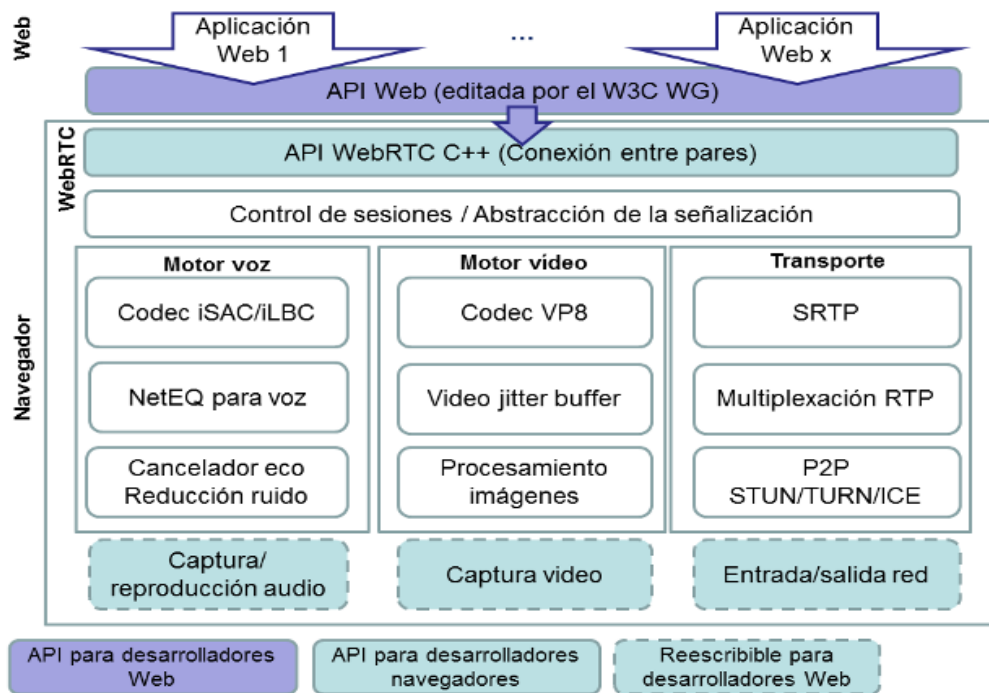 Web
Aplicación
Web 1
...
Aplicación
Web x
API Web (editada por el W3C WG)
Navegador
WebRTC
API WebRTC C++ (Conexión entre pares)
Control de sesiones / Abstracción de la señalización
Motor voz
Codec iSAC/iLBC
NetEQ para voz
Cancelador eco
Reducción ruido
Captura/
reproducción audio
Motor vídeo
Codec VP8
Video jitter buffer
Procesamiento
imágenes
Captura video
Transporte
SRTP
Multiplexación RTP
P2P
STUN/TURN/ICE
Entrada/salida red
API para desarrolladores
Web
API para desarrolladores
navegadores
Reescribible para
desarrolladores Web